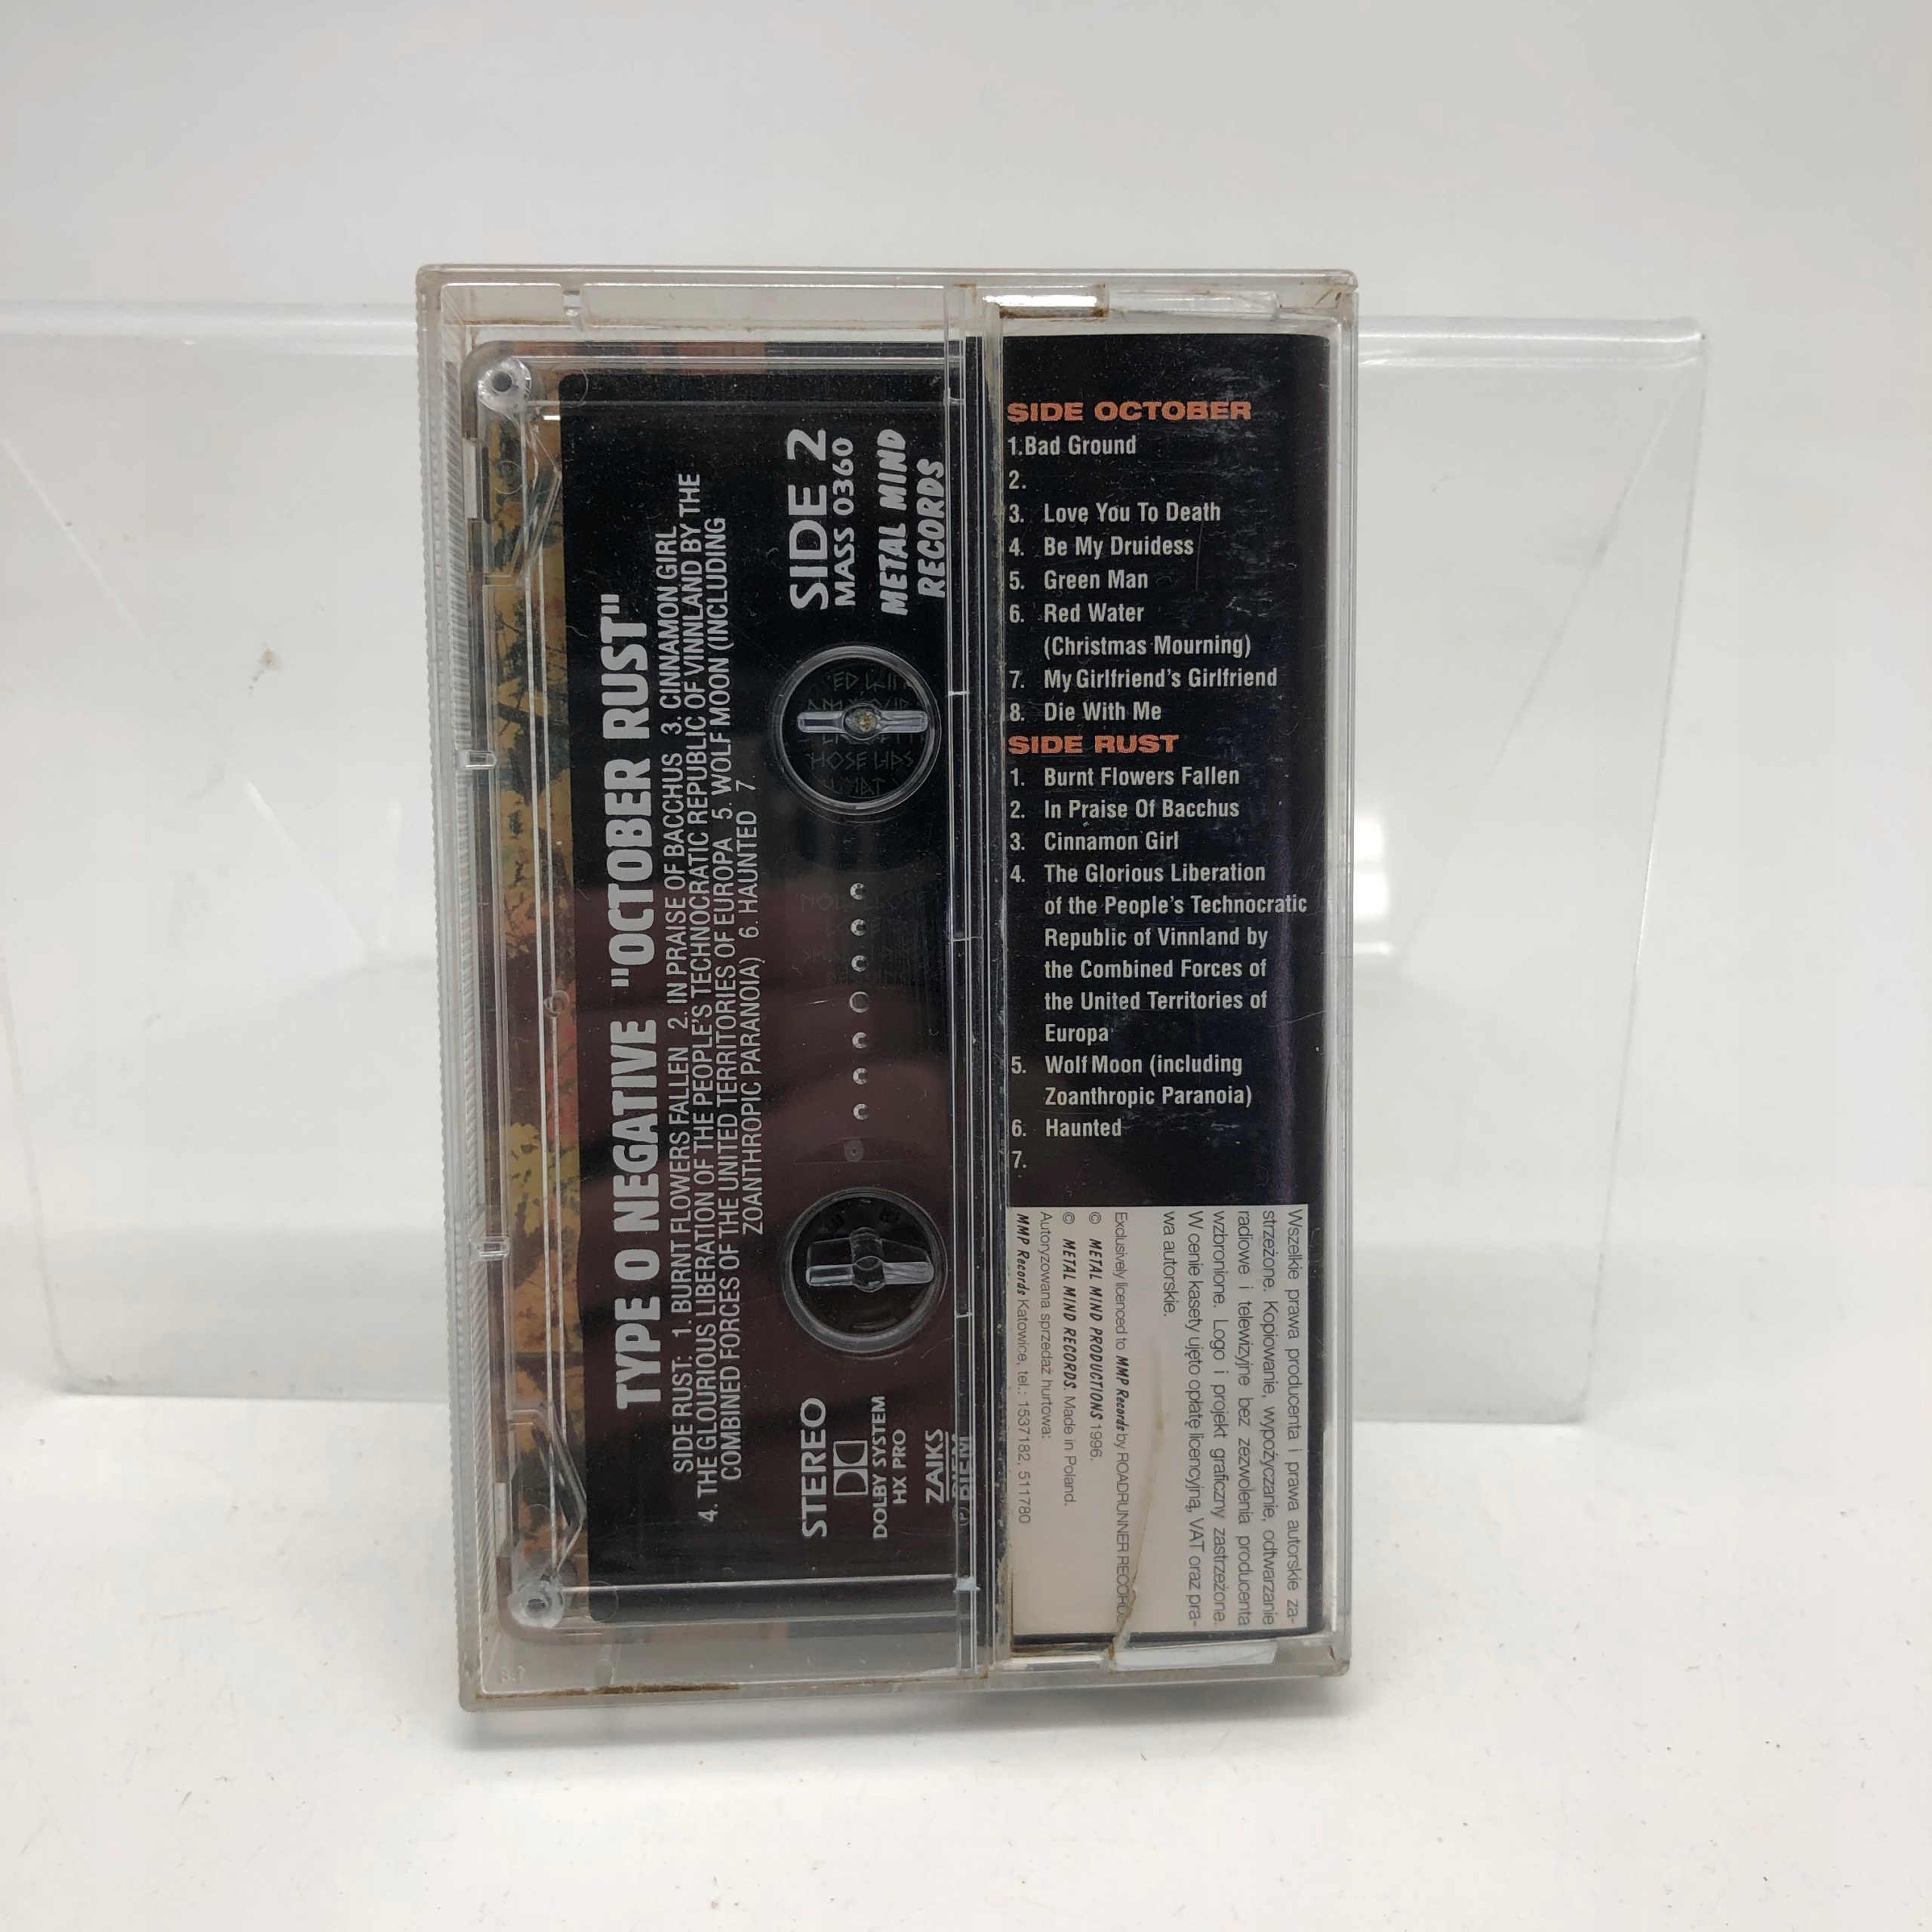 TYPE O NEGATIVE "OCTOBER RUST"
SIDE RUST: 1. BURNT FLOWERS FALLEN 2. IN PRAISE OF BACCHUS 3. CINNAMON GIRL
4. THE GLOURIOUS LIBERATION OF THE PEOPLE'S TECHNOCRATIC REPUBLIC OF VINNLAND BY THE
COMBINED FORCES OF THE UNITED TERRITORIES OF EUROPA 5. WOLF MOON (INCLUDING
ZOANTHROPIC PARANOIA) 6. HAUNTED 7.
SIDE 2
MASS 0360
METAL MIND
RECORDS
STEREO
DOLBY SYSTEM
HX PRO
ZAIKS
BIEM
SIDE OCTOBER
1.Bad Ground
2.
3. Love You To Death
4. Be My Druidess
5. Green Man
6. Red Water
(Christmas Mourning)
7. My Girlfriend's Girlfriend
8. Die With Me
SIDE RUST
1. Burnt Flowers Fallen
2. In Praise Of Bacchus
3. Cinnamon Girl
4. The Glorious Liberation
of the People's Technocratic
Republic of Vinnland by
the Combined Forces of
the United Territories of
Europa
5. Wolf Moon (including
Zoanthropic Paranoia)
6. Haunted
7.
Wszelkie prawa producenta i prawa autorskie za-
strzeżone. Kopiowanie, wypożyczanie, odtwarzanie
radiowe i telewizyjne bez zezwolenia producenta
wzbronione. Logo i projekt graficzny zastrzeżone.
W cenie kasety ujęto opłatę licencyjną, VAT oraz pra-
wa autorskie.
Exclusively licenced to MMP Records by ROADRUNNER RECORDS
© METAL MIND PRODUCTIONS 1996.
© METAL MIND RECORDS. Made in Poland.
Autoryzowana sprzedaż hurtowa:
MMP Records Katowice, tel.: 1537182, 511780